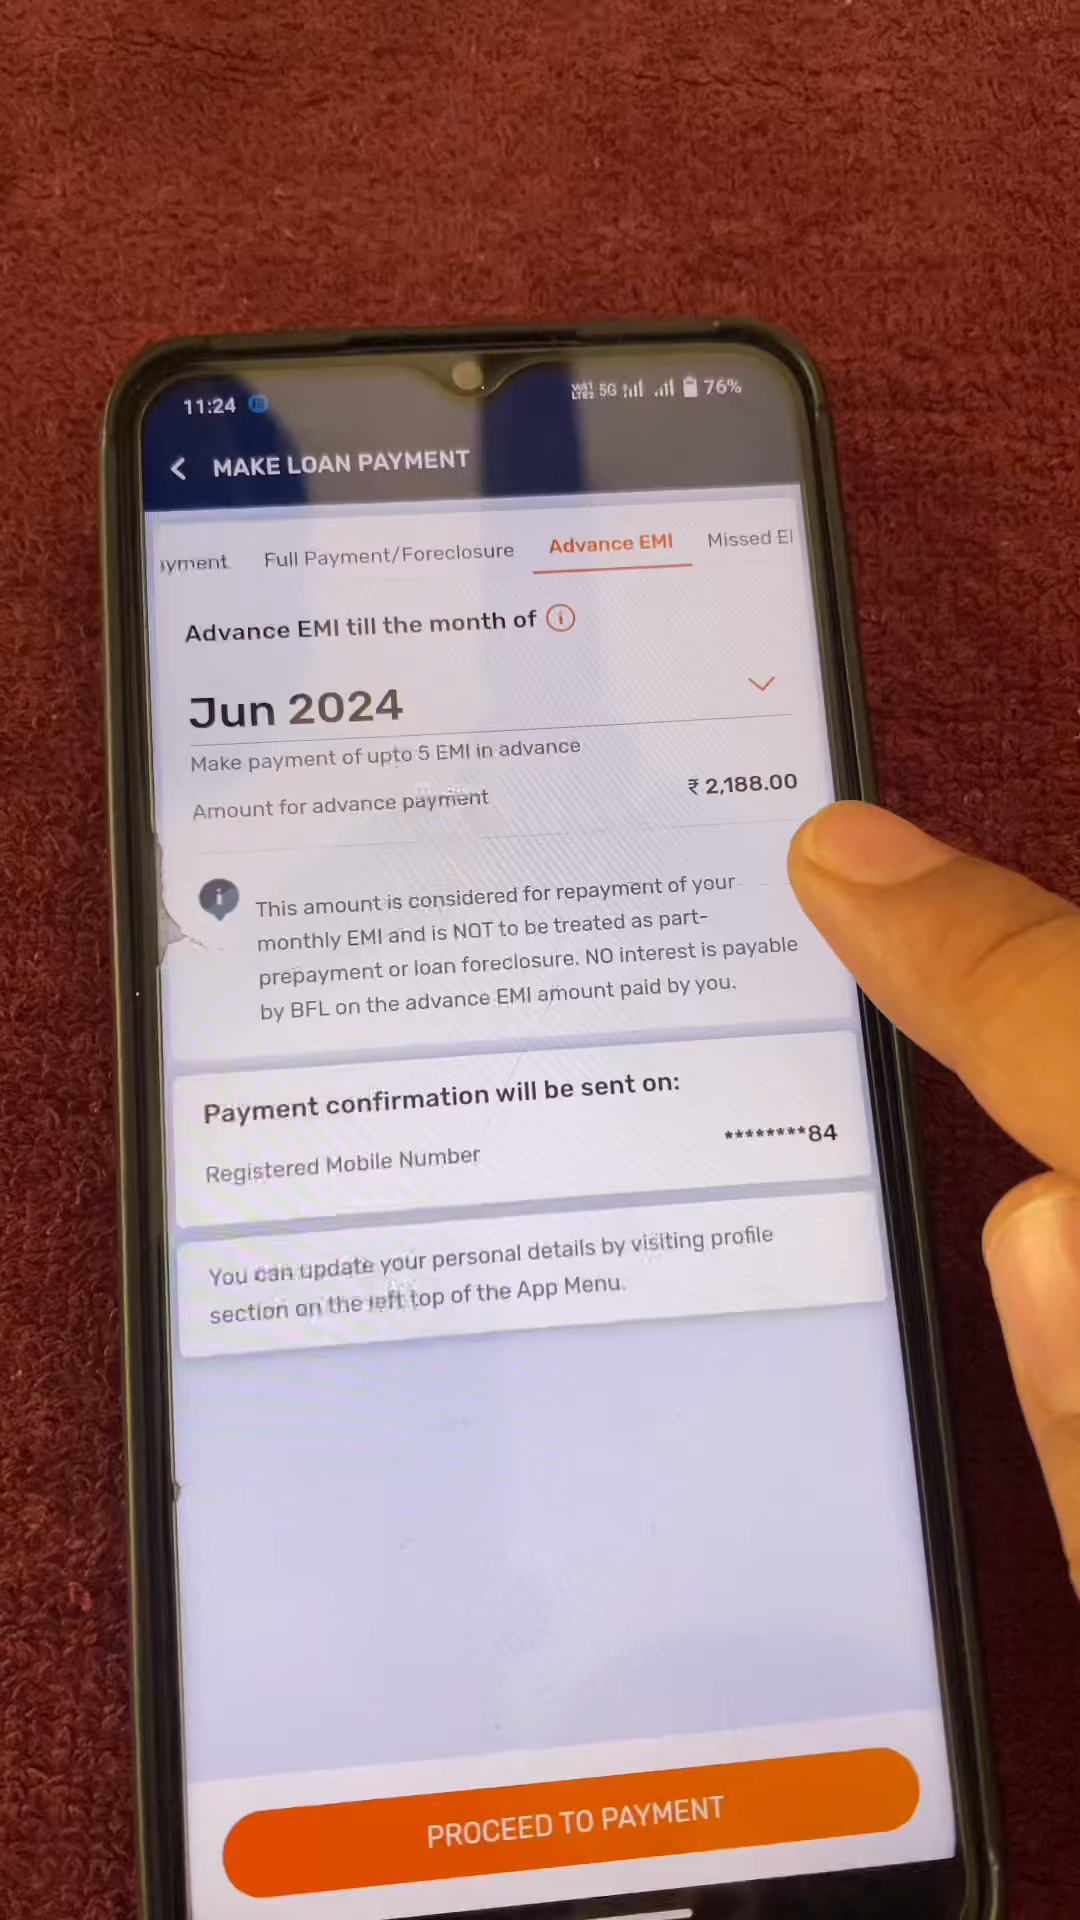 11:24
5G 76%
MAKE LOAN PAYMENT
yment Full Payment/Foreclosure Advance EMI Missed EI
Advance EMI till the month of
Jun 2024
Make payment of upto 5 EMI in advance
Amount for advance payment ₹ 2,188.00
This amount is considered for repayment of your
monthly EMI and is NOT to be treated as part-
prepayment or loan foreclosure. NO interest is payable
by BFL on the advance EMI amount paid by you.
Payment confirmation will be sent on:
Registered Mobile Number ********84
You can update your personal details by visiting profile
section on the left top of the App Menu.
PROCEED TO PAYMENT